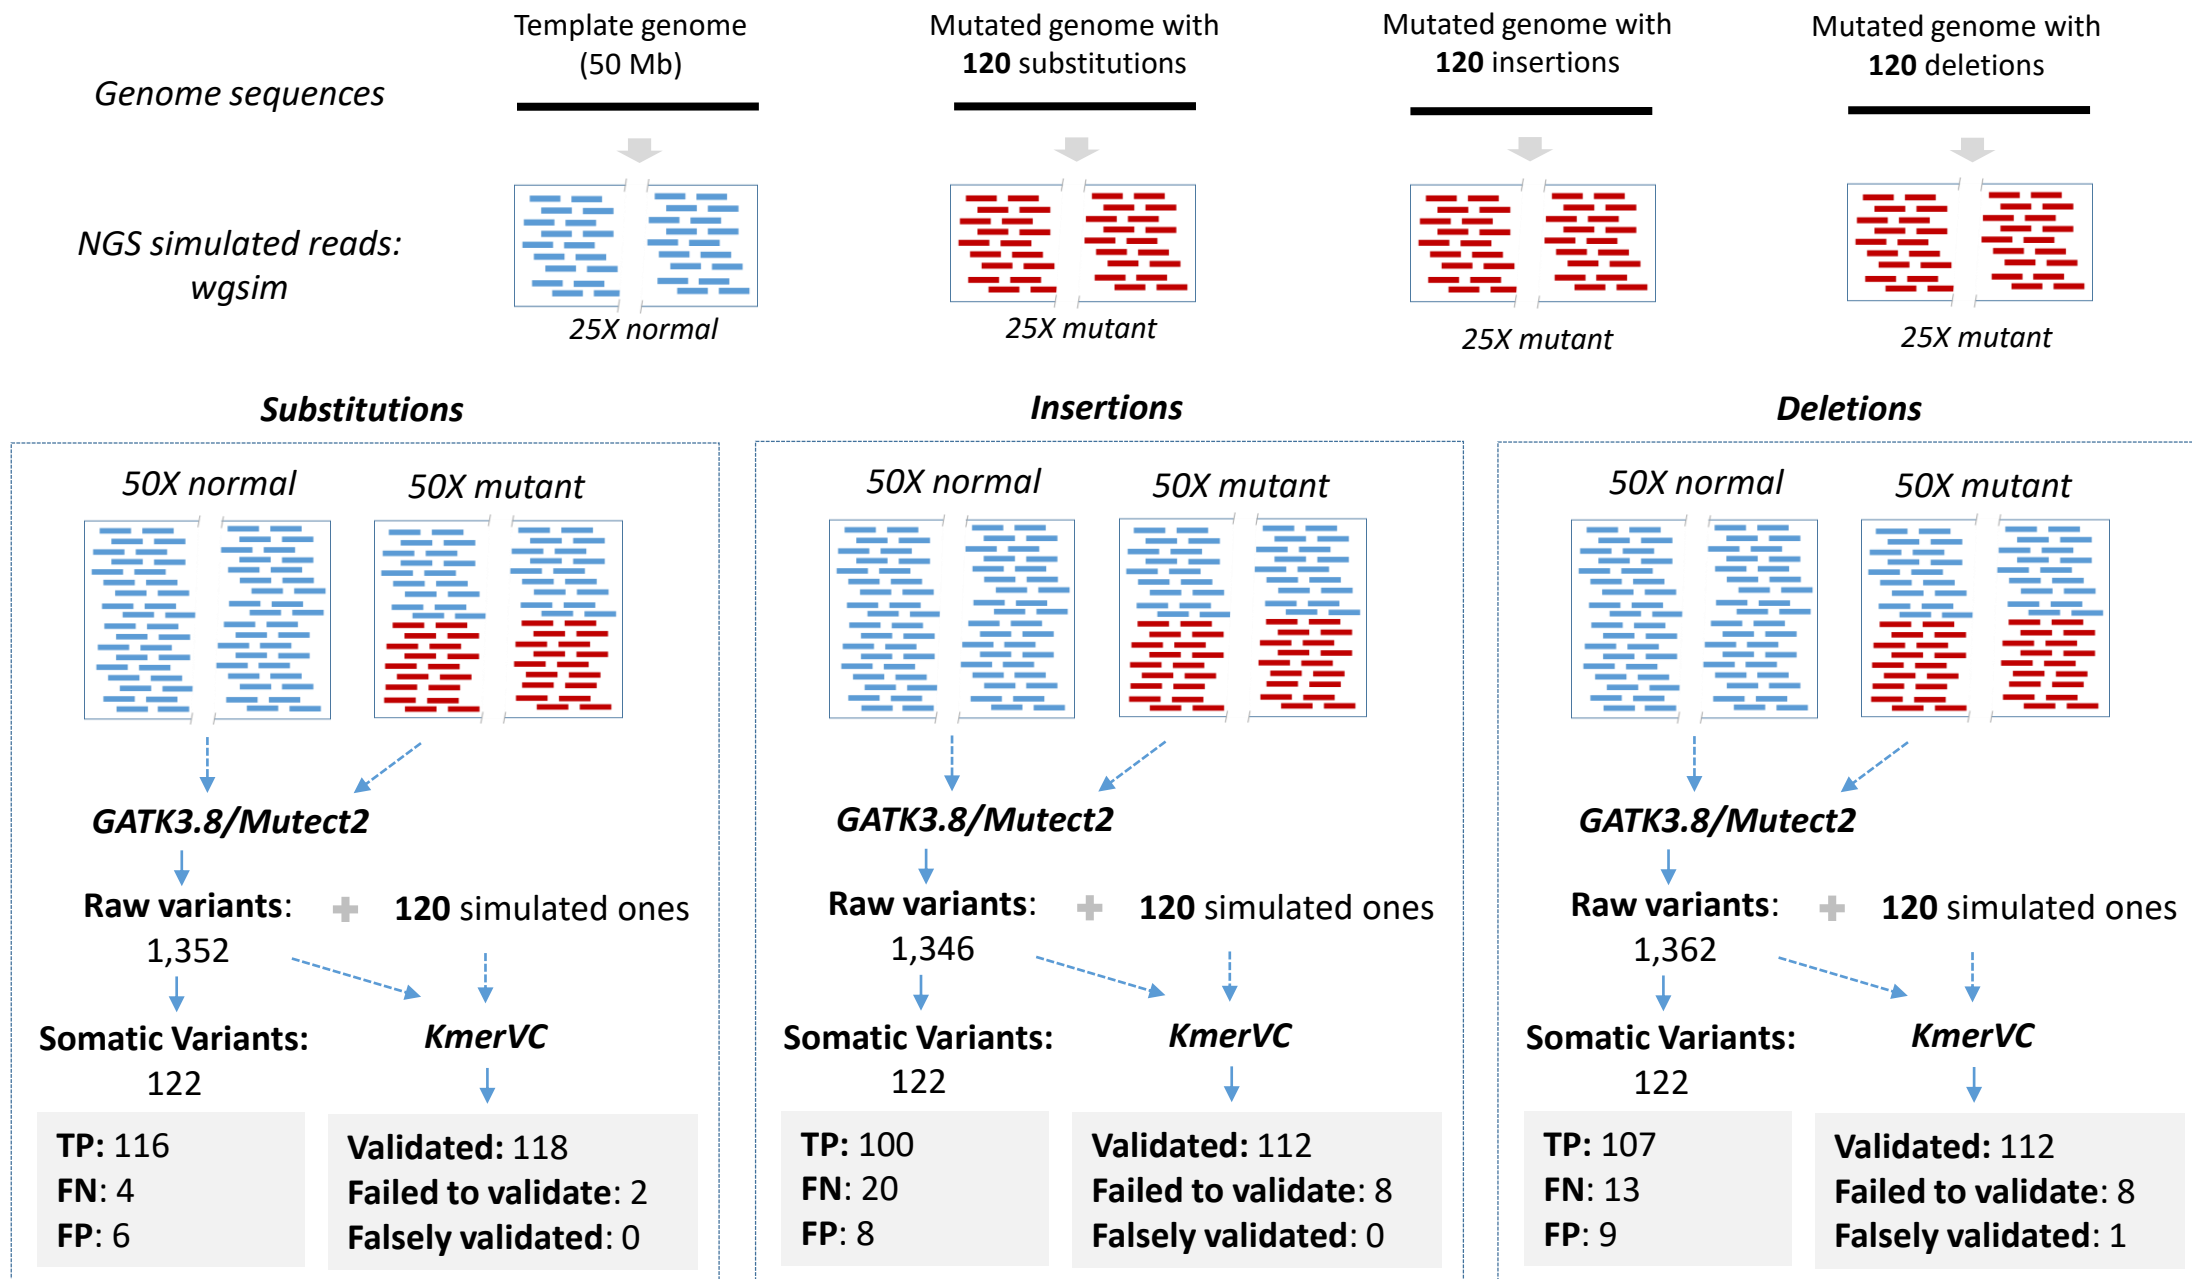 Template genome
(50 Mb)
Mutated genome with
120 substitutions
Mutated genome with
120 insertions
Mutated genome with
120 deletions
Genome sequences
NGS simulated reads:
wgsim
25X normal
25X mutant
25X mutant
25X mutant
Substitutions
50X normal
50X mutant
GATK3.8/Mutect2
Raw variants:
1,352
120 simulated ones
Somatic Variants:
122
KmerVC
TP: 116
FN: 4
FP: 6
Validated: 118
Failed to validate: 2
Falsely validated: 0
Insertions
50X normal
50X mutant
GATK3.8/Mutect2
Raw variants:
1,346
120 simulated ones
Somatic Variants:
122
KmerVC
TP: 100
FN: 20
FP: 8
Validated: 112
Failed to validate: 8
Falsely validated: 0
Deletions
50X normal
50X mutant
GATK3.8/Mutect2
Raw variants:
1,362
120 simulated ones
Somatic Variants:
122
KmerVC
TP: 107
FN: 13
FP: 9
Validated: 112
Failed to validate: 8
Falsely validated: 1